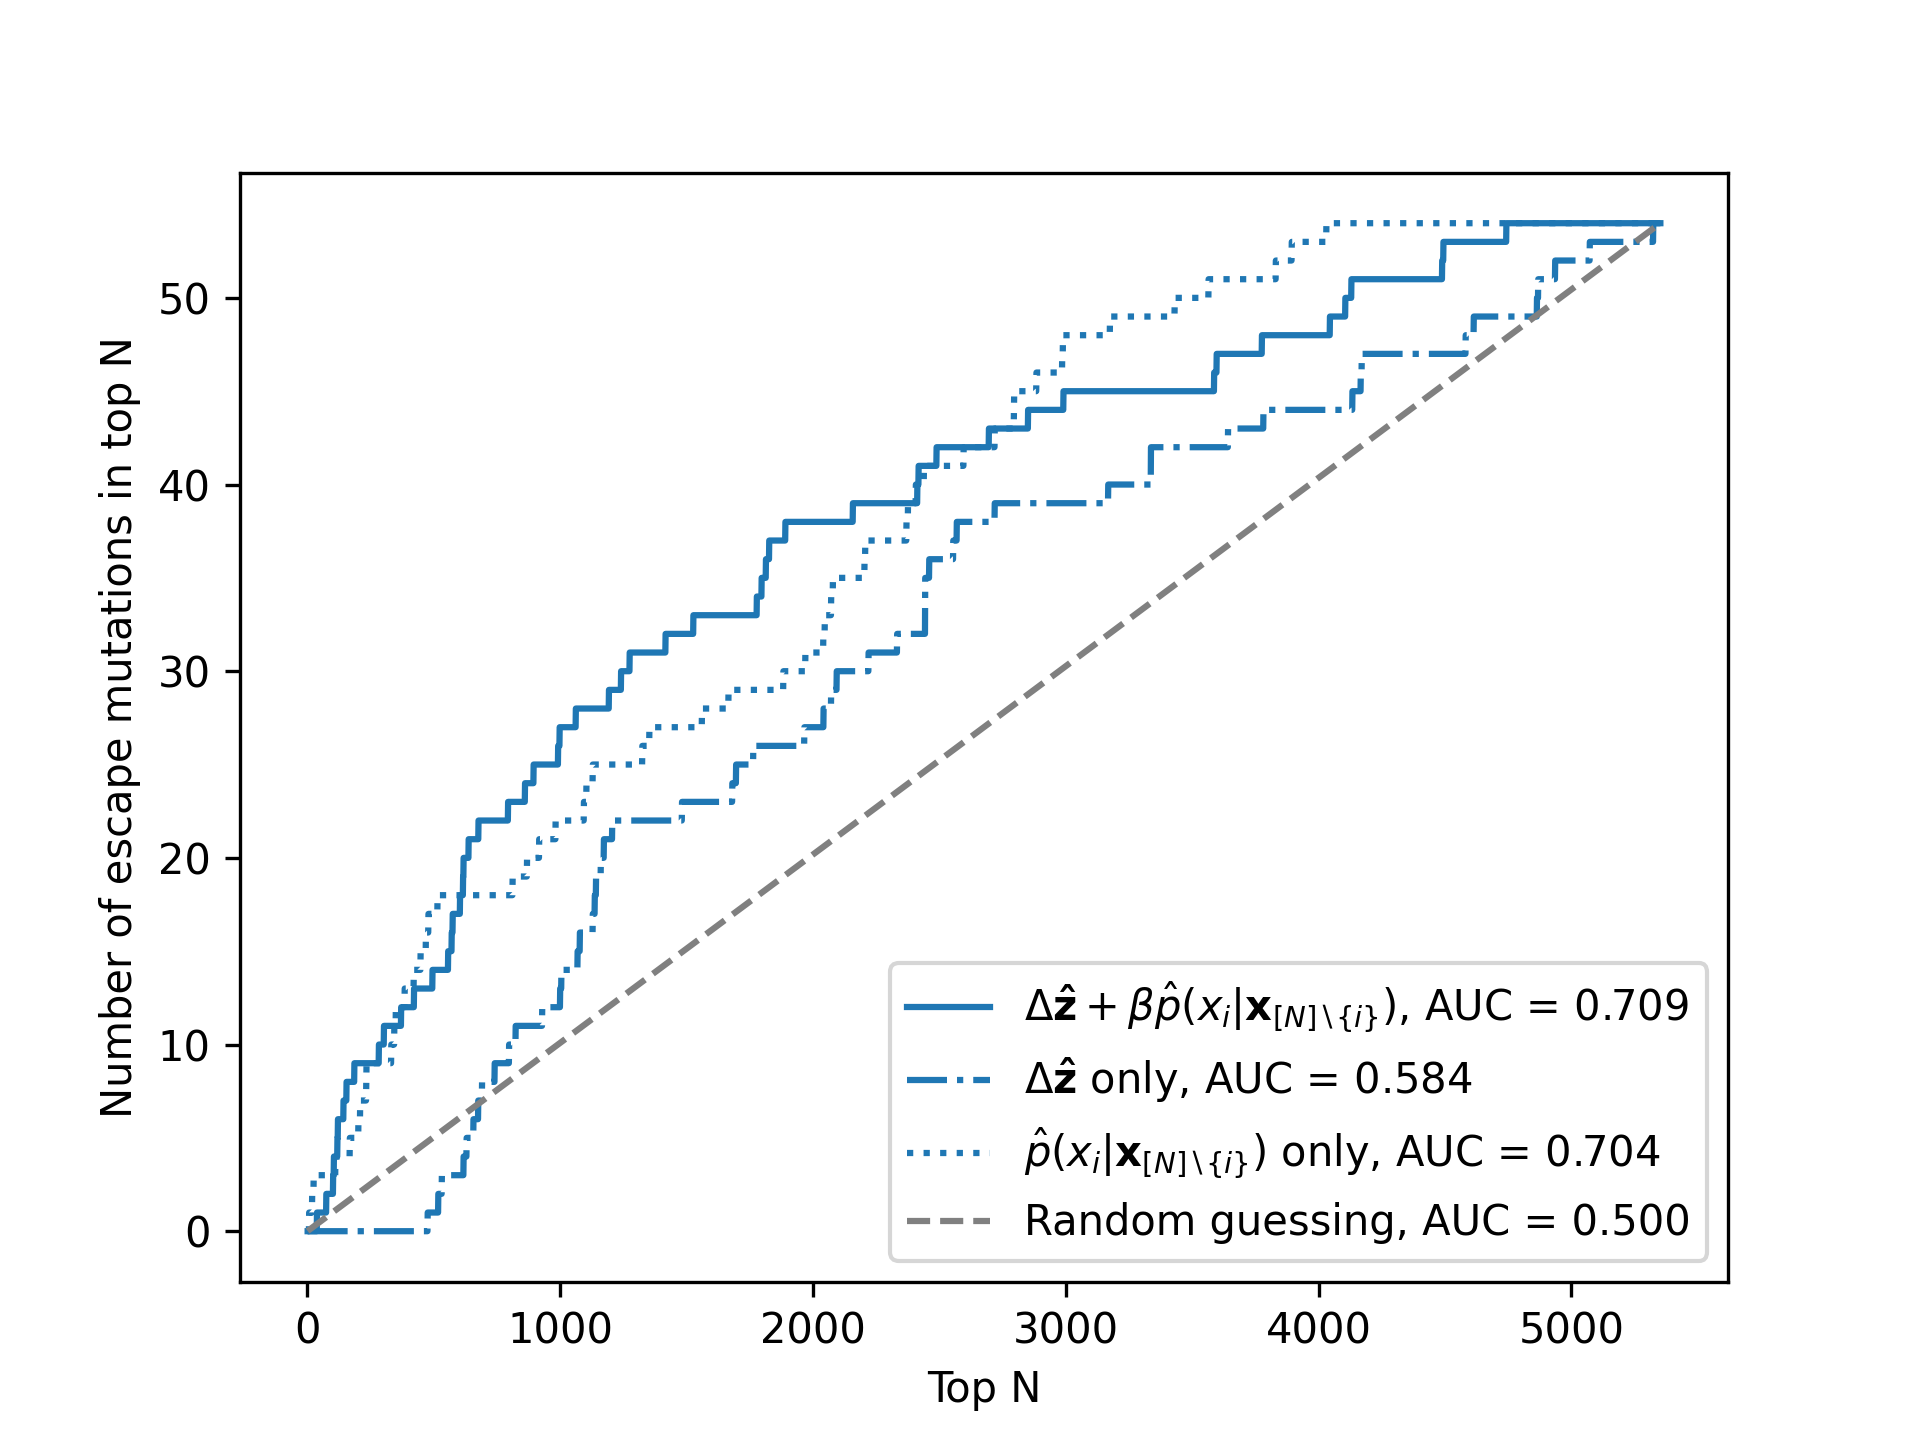 Number of escape mutations in top N
50
40
30
20
10
0
0 1000 2000 3000 4000 5000
Top N
Δẑ + βp̂(xᵢ|x[N]∖{i}), AUC = 0.709
Δẑ only, AUC = 0.584
p̂(xᵢ|x[N]∖{i}) only, AUC = 0.704
Random guessing, AUC = 0.500